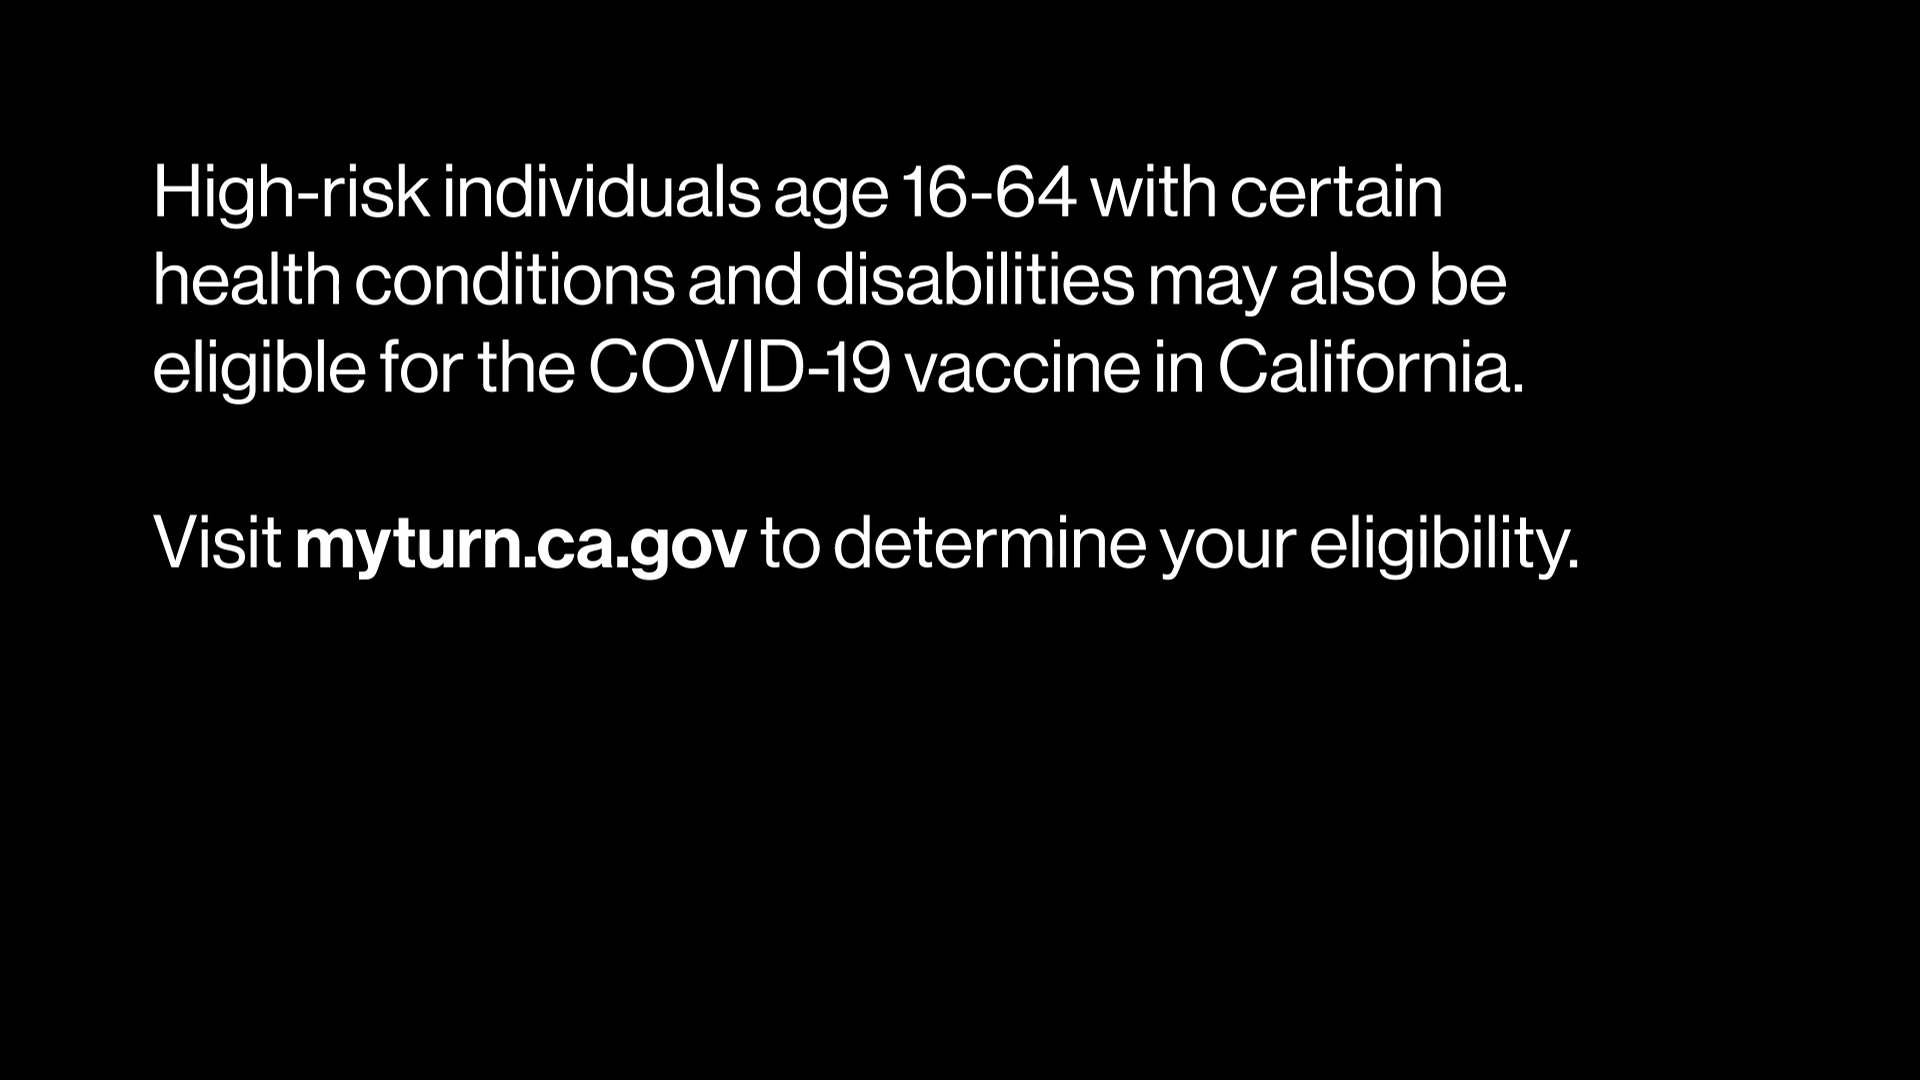 High-risk individuals age 16-64 with certain
health conditions and disabilities may also be
eligible for the COVID-19 vaccine in California.
Visit myturn.ca.gov to determine your eligibility.